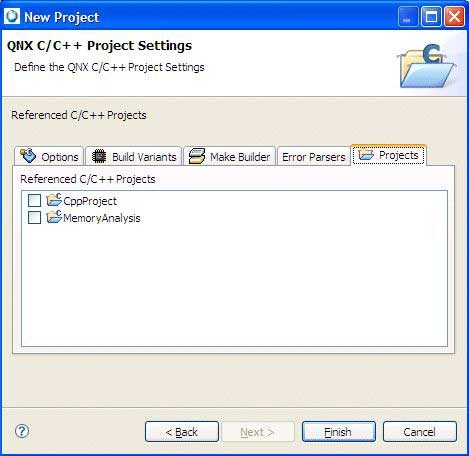 New Project
QNX C/C++ Project Settings
Define the QNX C/C++ Project Settings
Referenced C/C++ Projects
Options Build Variants Make Builder Error Parsers Projects
Referenced C/C++ Projects
CppProject
MemoryAnalysis
? < Back Next > Finish Cancel